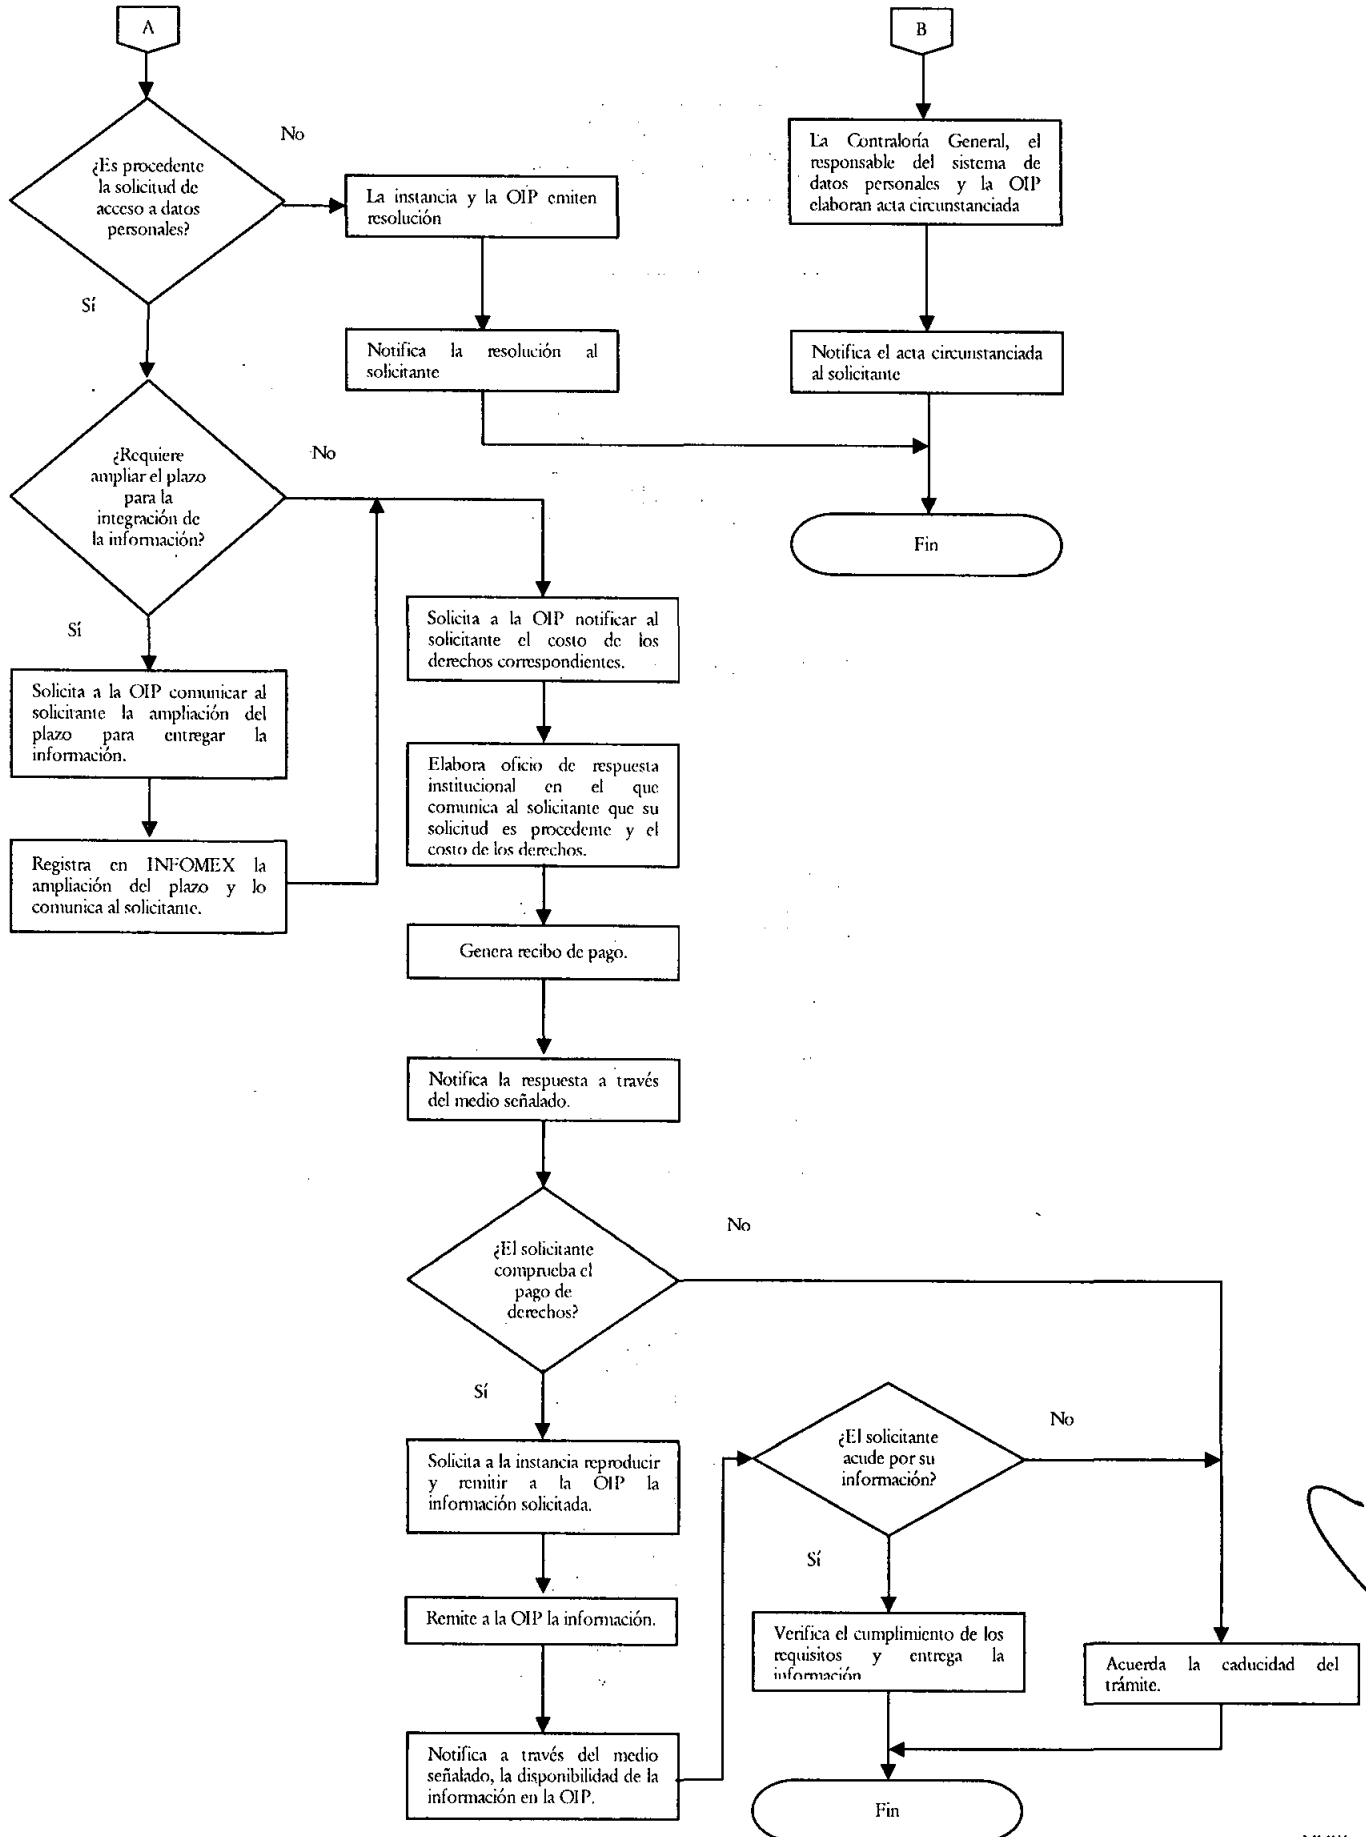 A
¿Es procedente
la solicitud de
acceso a datos
personales?
No
Sí
La instancia y la OIP emiten
resolución
Notifica la resolución al
solicitante
B
La Contraloría General, el
responsable del sistema de
datos personales y la OIP
elaboran acta circunstanciada
Notifica el acta circunstanciada
al solicitante
Fin
¿Requiere
ampliar el plazo
para la
integración de
la información?
No
Sí
Solicita a la OIP comunicar al
solicitante la ampliación del
plazo para entregar la
información.
Registra en INFOMEX la
ampliación del plazo y lo
comunica al solicitante.
Solicita a la OIP notificar al
solicitante el costo de los
derechos correspondientes.
Elabora oficio de respuesta
institucional en el que
comunica al solicitante que su
solicitud es procedente y el
costo de los derechos.
Genera recibo de pago.
Notifica la respuesta a través
del medio señalado.
¿El solicitante
comprueba el
pago de
derechos?
No
Sí
Solicita a la instancia reproducir
y remitir a la OIP la
información solicitada.
Remite a la OIP la información.
Notifica a través del medio
señalado, la disponibilidad de la
información en la OIP.
¿El solicitante
acude por su
información?
No
Sí
Verifica el cumplimiento de los
requisitos y entrega la
información
Acuerda la caducidad del
trámite.
Fin